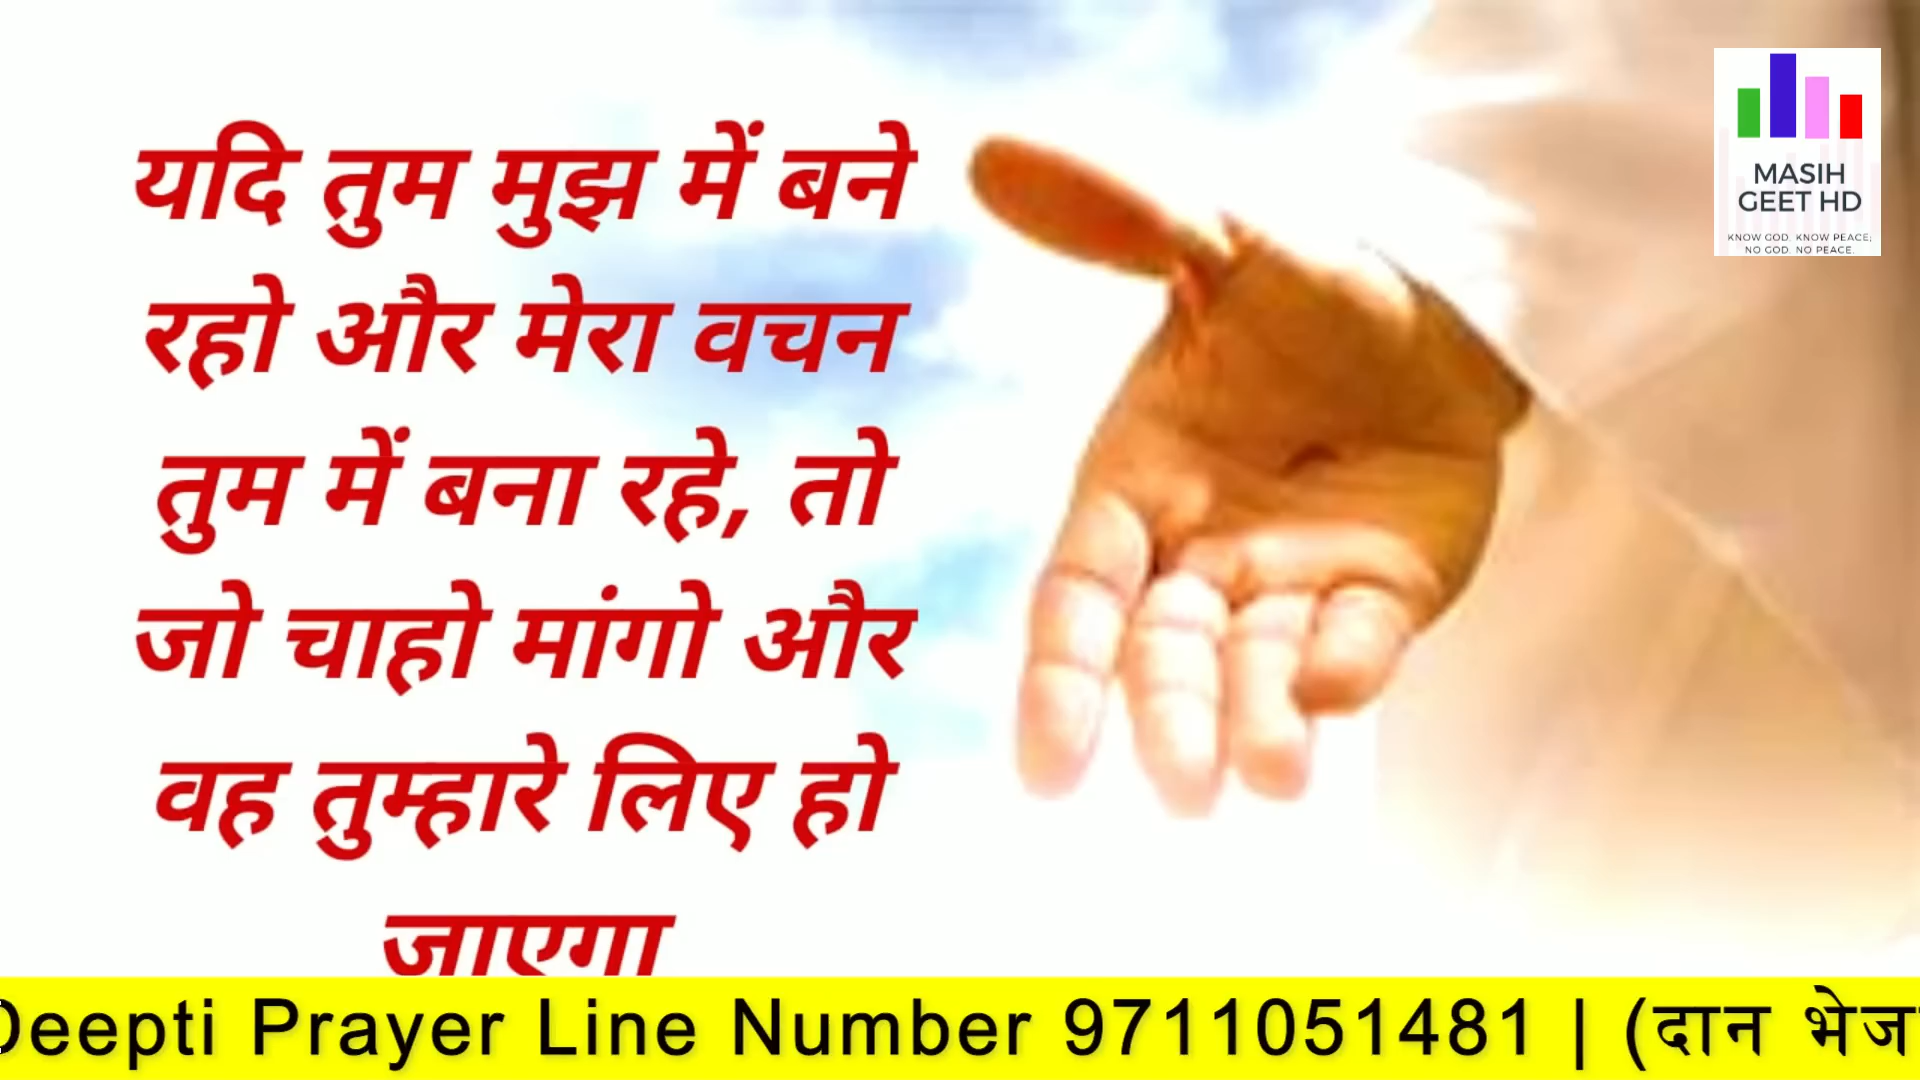 यदि तुम मुझ में बने
रहो और मेरा वचन
तुम में बना रहे, तो
जो चाहो मांगो और
वह तुम्हारे लिए हो
जाएगा
MASIH
GEET HD
KNOW GOD, KNOW PEACE;
NO GOD, NO PEACE.
Deepti Prayer Line Number 9711051481 | (दान भेज